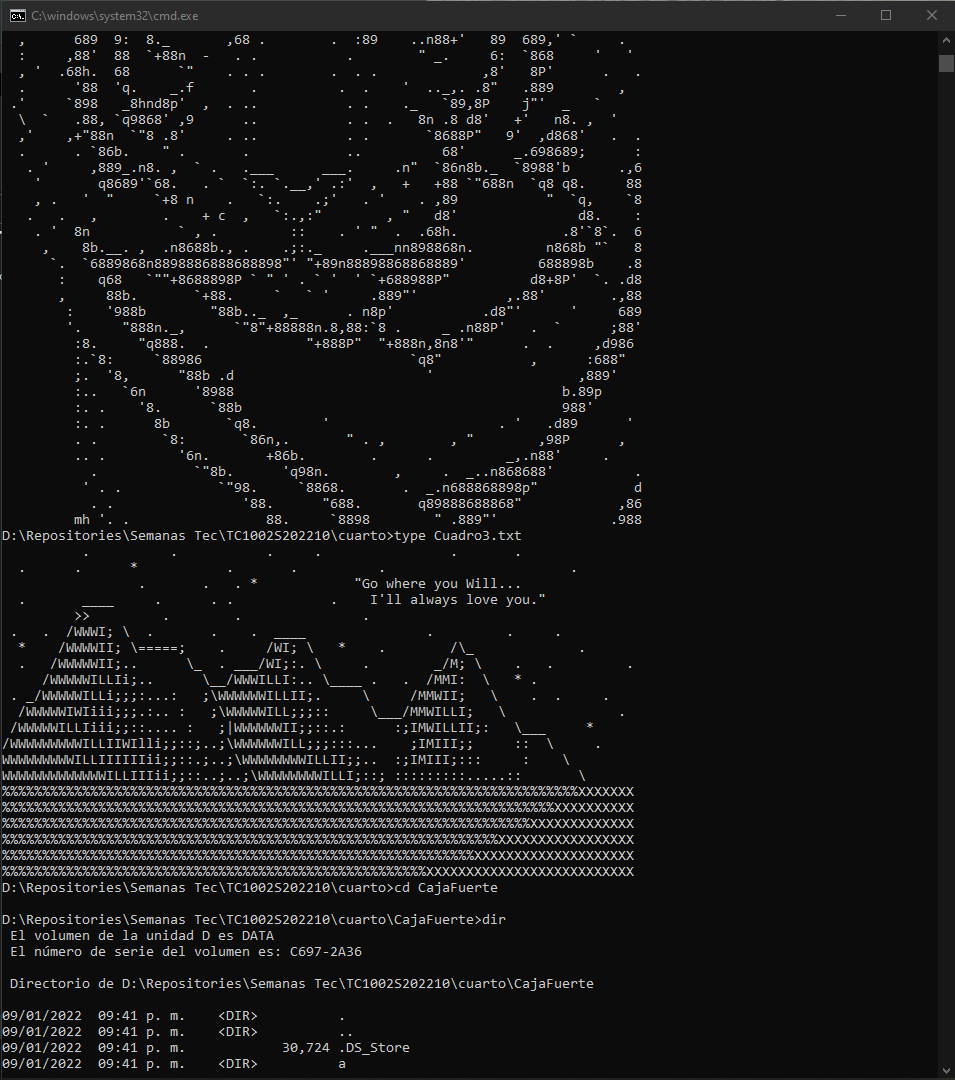 C:\windows\system32\cmd.exe
mh
D:\Repositories\Semanas Tec\TC1002S202210\cuarto>type Cuadro3.txt
"Go where you Will...
I'll always love you."
D:\Repositories\Semanas Tec\TC1002S202210\cuarto>cd CajaFuerte
D:\Repositories\Semanas Tec\TC1002S202210\cuarto\CajaFuerte>dir
El volumen de la unidad D es DATA
El número de serie del volumen es: C697-2A36
Directorio de D:\Repositories\Semanas Tec\TC1002S202210\cuarto\CajaFuerte
09/01/2022  09:41 p. m.    <DIR>          .
09/01/2022  09:41 p. m.    <DIR>          ..
09/01/2022  09:41 p. m.            30,724 .DS_Store
09/01/2022  09:41 p. m.    <DIR>          a